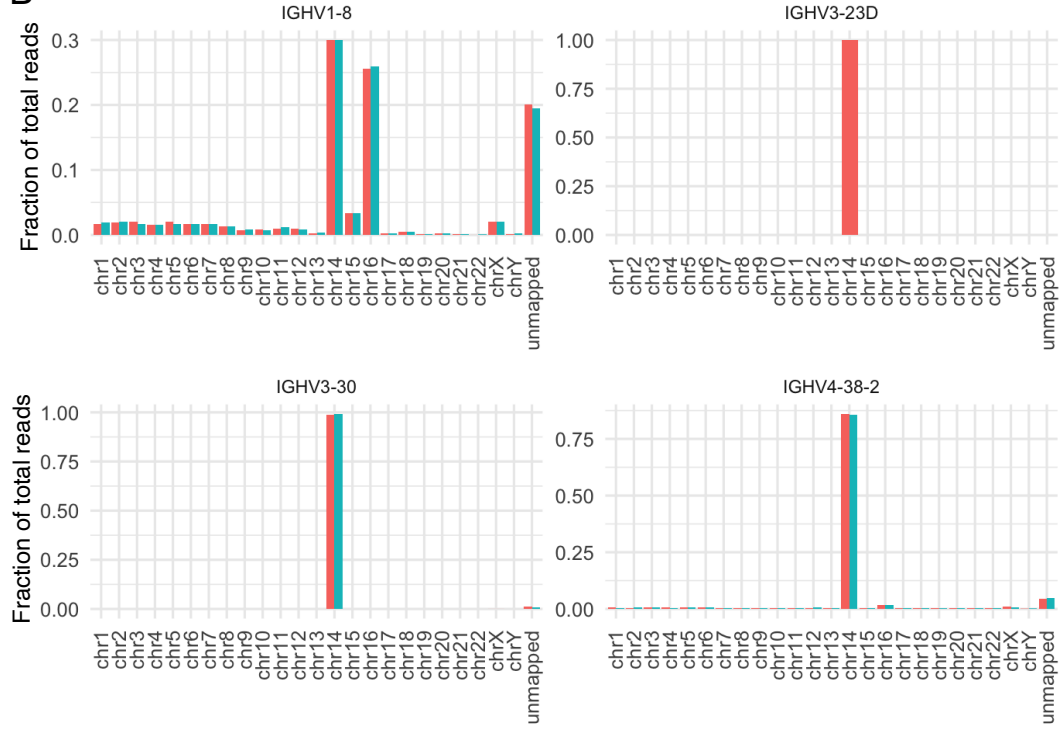 IGHV1-8
IGHV3-23D
Fraction of total reads
0.3
0.2
0.1
0.0
1.00
0.75
0.50
0.25
0.00
chr1 chr2 chr3 chr4 chr5 chr6 chr7 chr8 chr9 chr10 chr11 chr12 chr13 chr14 chr15 chr16 chr17 chr18 chr19 chr20 chr21 chr22 chrX chrY unmapped
chr1 chr2 chr3 chr4 chr5 chr6 chr7 chr8 chr9 chr10 chr11 chr12 chr13 chr14 chr15 chr16 chr17 chr18 chr19 chr20 chr21 chr22 chrX chrY unmapped
IGHV3-30
IGHV4-38-2
Fraction of total reads
1.00
0.75
0.50
0.25
0.00
0.75
0.50
0.25
0.00
chr1 chr2 chr3 chr4 chr5 chr6 chr7 chr8 chr9 chr10 chr11 chr12 chr13 chr14 chr15 chr16 chr17 chr18 chr19 chr20 chr21 chr22 chrX chrY unmapped
chr1 chr2 chr3 chr4 chr5 chr6 chr7 chr8 chr9 chr10 chr11 chr12 chr13 chr14 chr15 chr16 chr17 chr18 chr19 chr20 chr21 chr22 chrX chrY unmapped